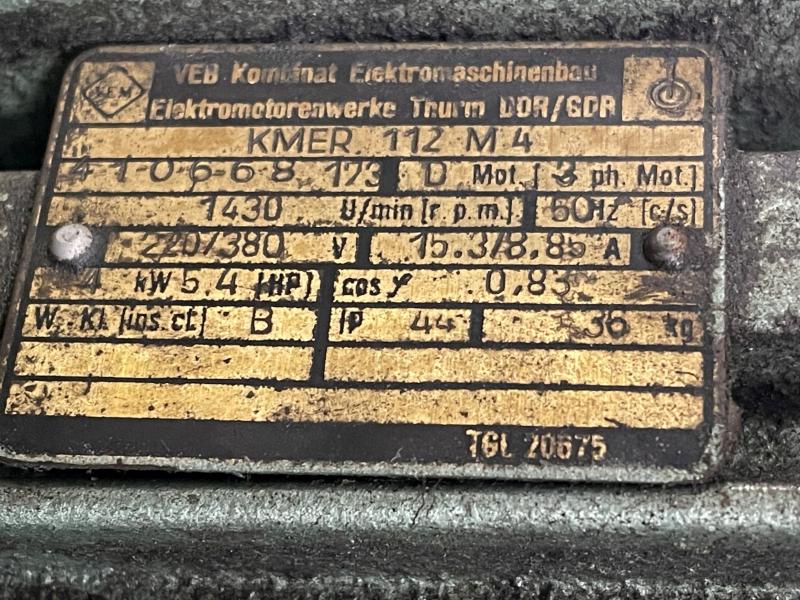 VEM
VEB Kombinat Elektromaschinenbau
Elektromotorenwerke Thurm DDR/GDR
KMER 112 M 4
4-1-0-6-6-8 173 D Mot. [3 ph. Mot.]
1430 U/min [r.p.m.] 50Hz [c/s]
220/380 V 15.3/8,85 A
4 kW 5.4 [HP] cos φ 0,83
W. Kl. [ins.cl.] B IP 44 36 kg
TGL 20675